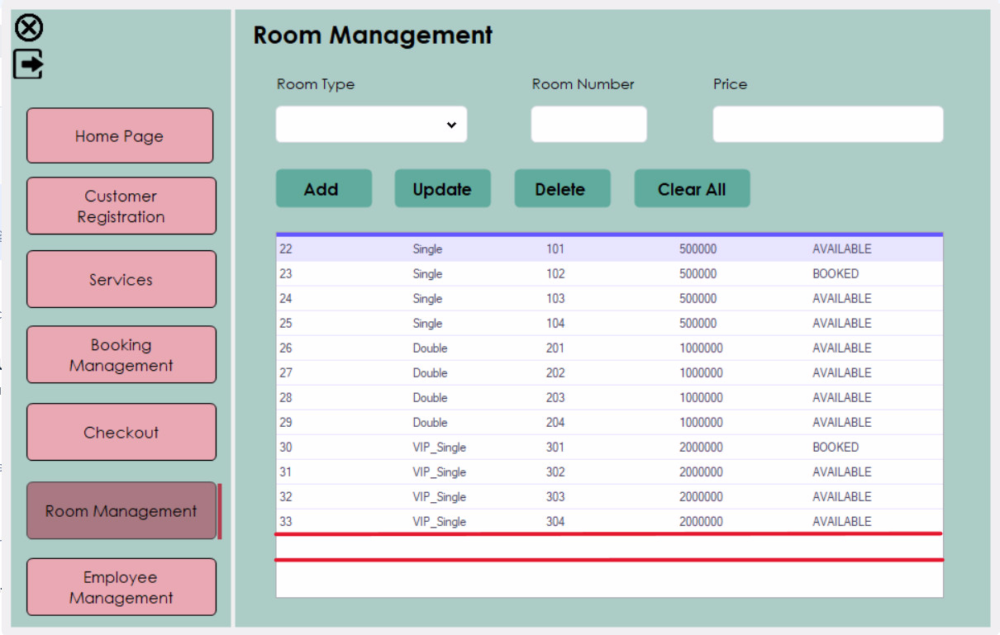 Room Management
Room Type Room Number Price
Home Page
Customer
Registration
Services
Booking
Management
Checkout
Room Management
Employee
Management
Add Update Delete Clear All
22 Single 101 500000 AVAILABLE
23 Single 102 500000 BOOKED
24 Single 103 500000 AVAILABLE
25 Single 104 500000 AVAILABLE
26 Double 201 1000000 AVAILABLE
27 Double 202 1000000 AVAILABLE
28 Double 203 1000000 AVAILABLE
29 Double 204 1000000 AVAILABLE
30 VIP_Single 301 2000000 BOOKED
31 VIP_Single 302 2000000 AVAILABLE
32 VIP_Single 303 2000000 AVAILABLE
33 VIP_Single 304 2000000 AVAILABLE